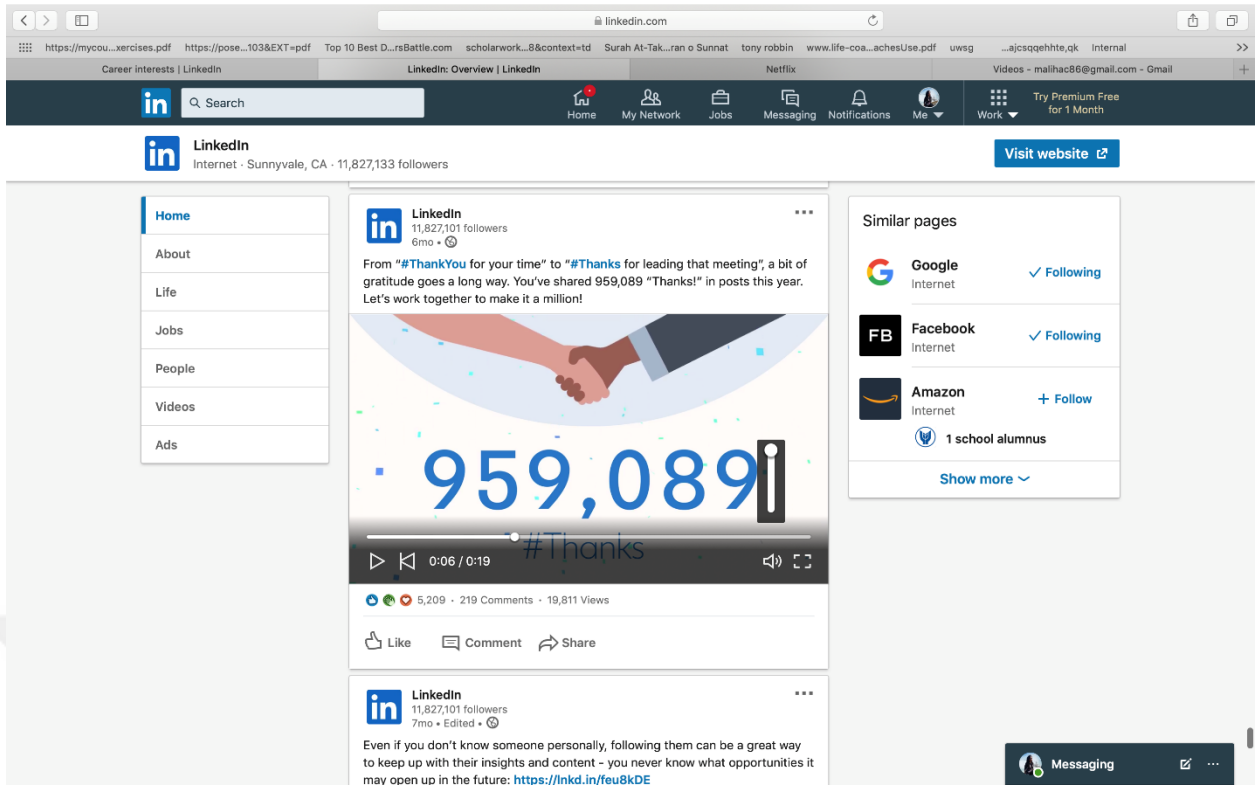 linkedin.com
https://mycou...xercises.pdf https://pose...103&EXT=pdf Top 10 Best D...rsBattle.com scholarwork...8&context=td Surah At-Tak...ran o Sunnat tony robbin www.life-coa...achesUse.pdf uwsg ...ajcsqqehhte,qk Internal >>
Career interests | LinkedIn LinkedIn: Overview | LinkedIn Netflix Videos - malihac86@gmail.com - Gmail +
in Search Home My Network Jobs Messaging Notifications Me Work Try Premium Free
for 1 Month
in LinkedIn
Internet · Sunnyvale, CA · 11,827,133 followers
Visit website
Home
About
Life
Jobs
People
Videos
Ads
in LinkedIn
11,827,101 followers
6mo •
From “#ThankYou for your time” to “#Thanks for leading that meeting”, a bit of
gratitude goes a long way. You’ve shared 959,089 “Thanks!” in posts this year.
Let’s work together to make it a million!
959,089
#Thanks
0:06 / 0:19
5,209 · 219 Comments · 19,811 Views
Like Comment Share
in LinkedIn
11,827,101 followers
7mo • Edited •
Even if you don’t know someone personally, following them can be a great way
to keep up with their insights and content - you never know what opportunities it
may open up in the future: https://lnkd.in/feu8kDE
Similar pages
G Google
Internet
Following
FB Facebook
Internet
Following
Amazon
Internet
+ Follow
1 school alumnus
Show more
Messaging